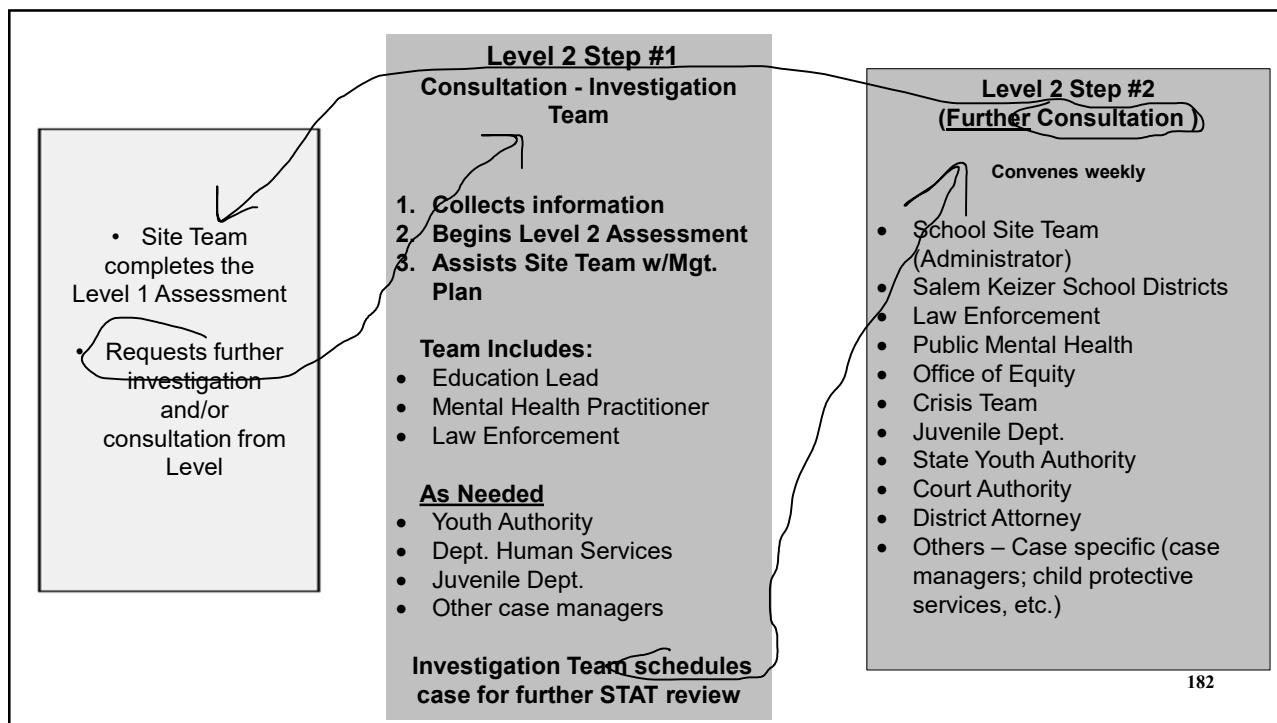 • Site Team
completes the
Level 1 Assessment
• Requests further
investigation
and/or
consultation from
Level
Level 2 Step #1
Consultation - Investigation
Team
1. Collects information
2. Begins Level 2 Assessment
3. Assists Site Team w/Mgt.
Plan
Team Includes:
• Education Lead
• Mental Health Practitioner
• Law Enforcement
As Needed
• Youth Authority
• Dept. Human Services
• Juvenile Dept.
• Other case managers
Investigation Team schedules
case for further STAT review
Level 2 Step #2
(Further Consultation )
Convenes weekly
• School Site Team
(Administrator)
• Salem Keizer School Districts
• Law Enforcement
• Public Mental Health
• Office of Equity
• Crisis Team
• Juvenile Dept.
• State Youth Authority
• Court Authority
• District Attorney
• Others – Case specific (case
managers; child protective
services, etc.)
182